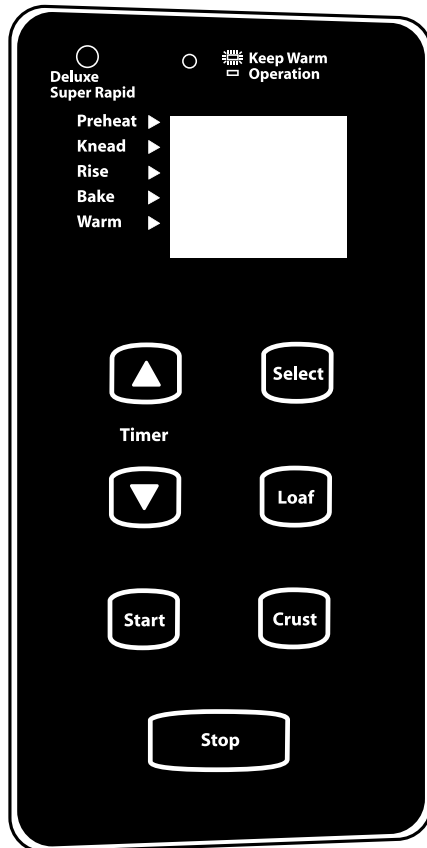 Deluxe
Super Rapid
Keep Warm
Operation
Preheat
Knead
Rise
Bake
Warm
Select
Timer
Loaf
Start
Crust
Stop